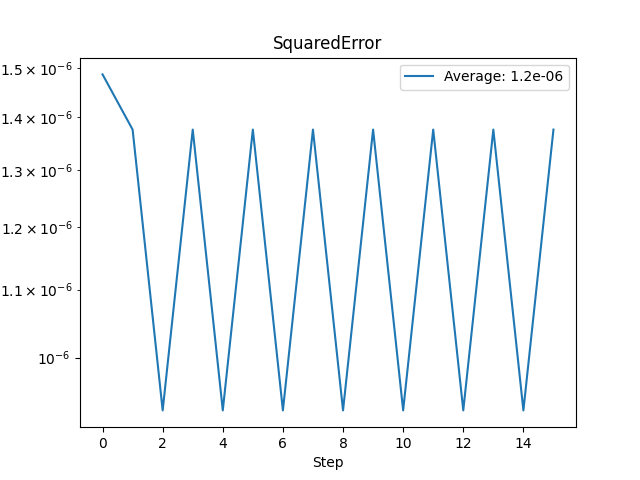 SquaredError
Average: 1.2e-06
1.5 × 10⁻⁶
1.4 × 10⁻⁶
1.3 × 10⁻⁶
1.2 × 10⁻⁶
1.1 × 10⁻⁶
10⁻⁶
0 2 4 6 8 10 12 14
Step